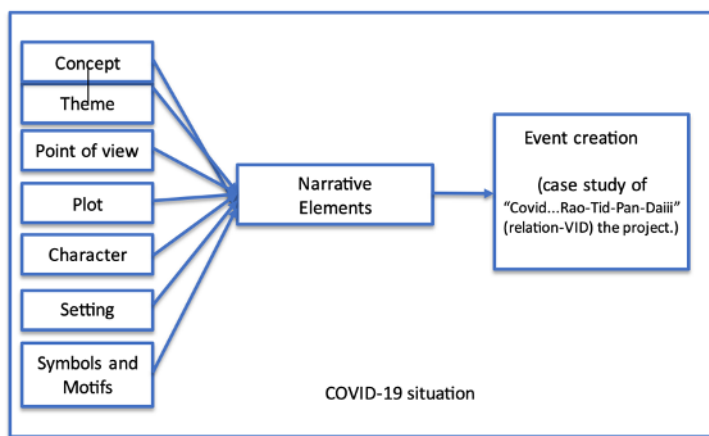 Concept
Theme
Point of view
Plot
Character
Setting
Symbols and
Motifs
Narrative
Elements
Event creation
(case study of
“Covid...Rao-Tid-Pan-Daiii”
(relation-VID) the project.)
COVID-19 situation